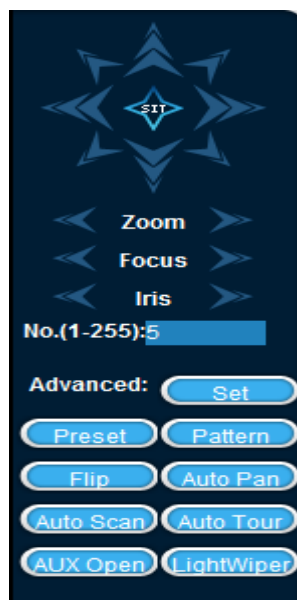 SIT
Zoom
Focus
Iris
No.(1-255):5
Advanced: Set
Preset Pattern
Flip Auto Pan
Auto Scan Auto Tour
AUX Open LightWiper